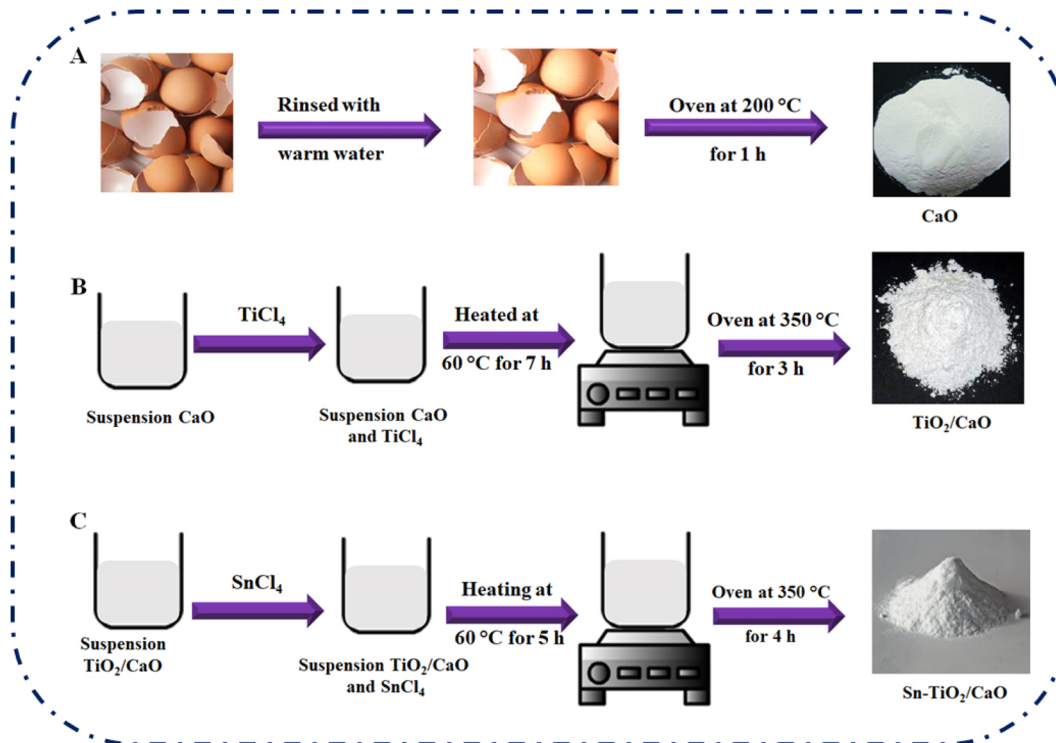 A
Rinsed with
warm water
Oven at 200 °C
for 1 h
CaO
B
TiCl₄
Heated at
60 °C for 7 h
Oven at 350 °C
for 3 h
Suspension CaO
Suspension CaO
and TiCl₄
TiO₂/CaO
C
SnCl₄
Heating at
60 °C for 5 h
Oven at 350 °C
for 4 h
Suspension
TiO₂/CaO
Suspension TiO₂/CaO
and SnCl₄
Sn-TiO₂/CaO